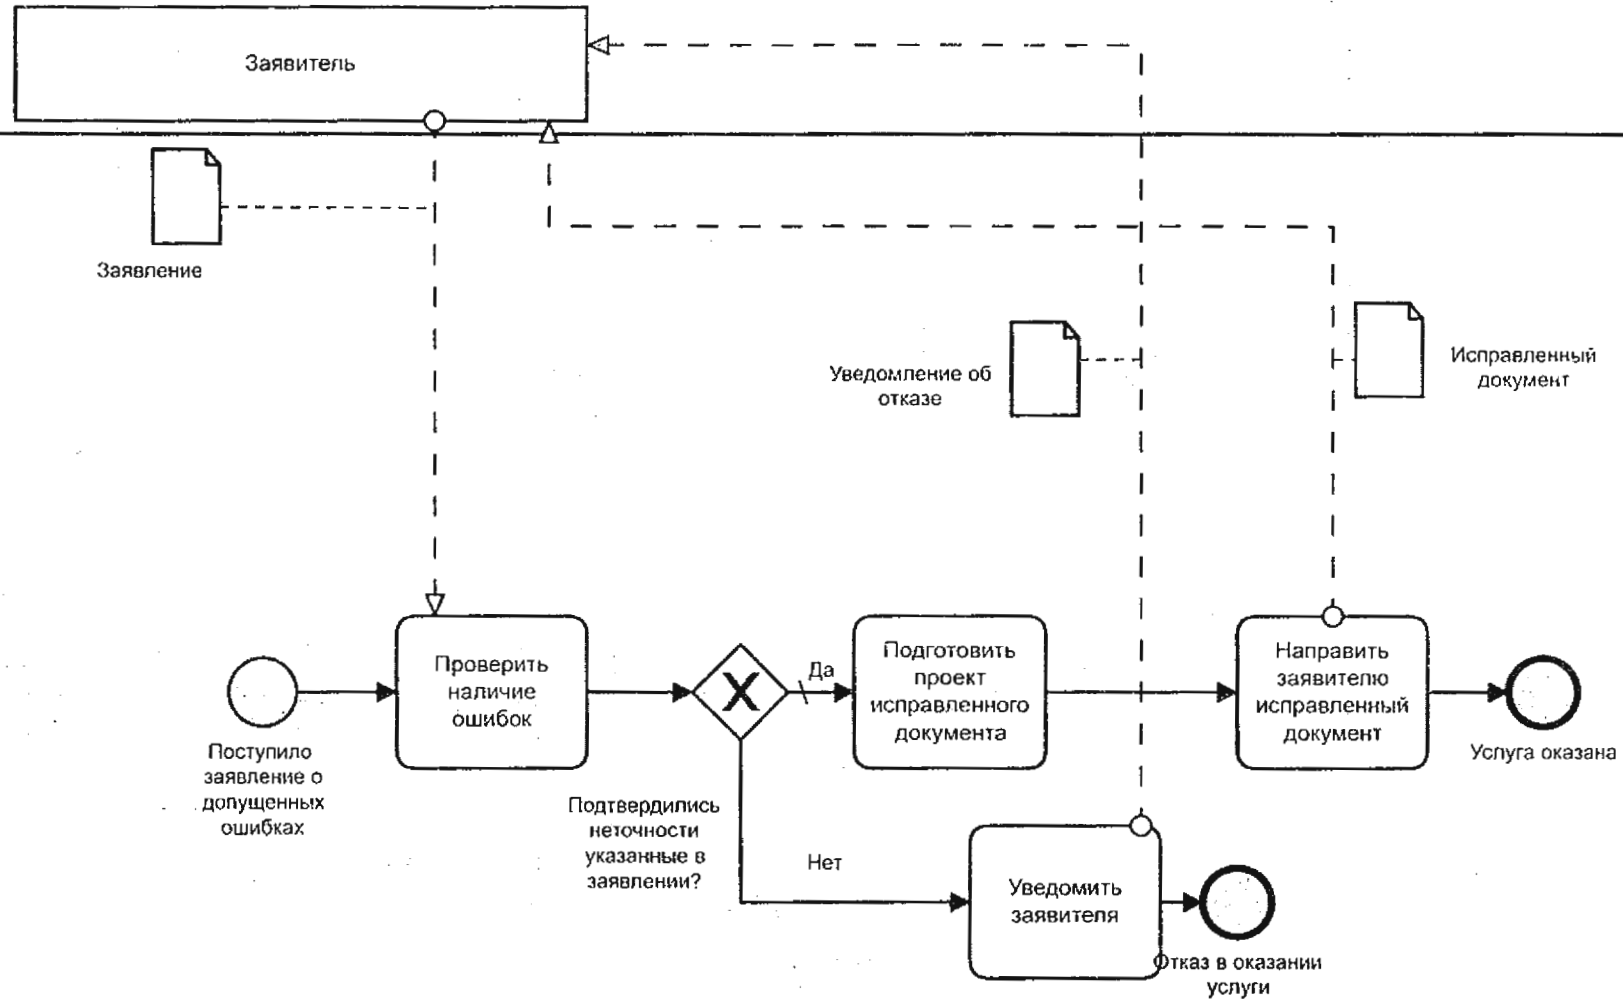 Заявитель
Заявление
Уведомление об
отказе
Исправленный
документ
Проверить
наличие
ошибок
Да
Подготовить
проект
исправленного
документа
Направить
заявителю
исправленный
документ
Поступило
заявление о
допущенных
ошибках
Услуга оказана
Подтвердились
неточности
указанные в
заявлении?
Нет
Уведомить
заявителя
Отказ в оказании
услуги